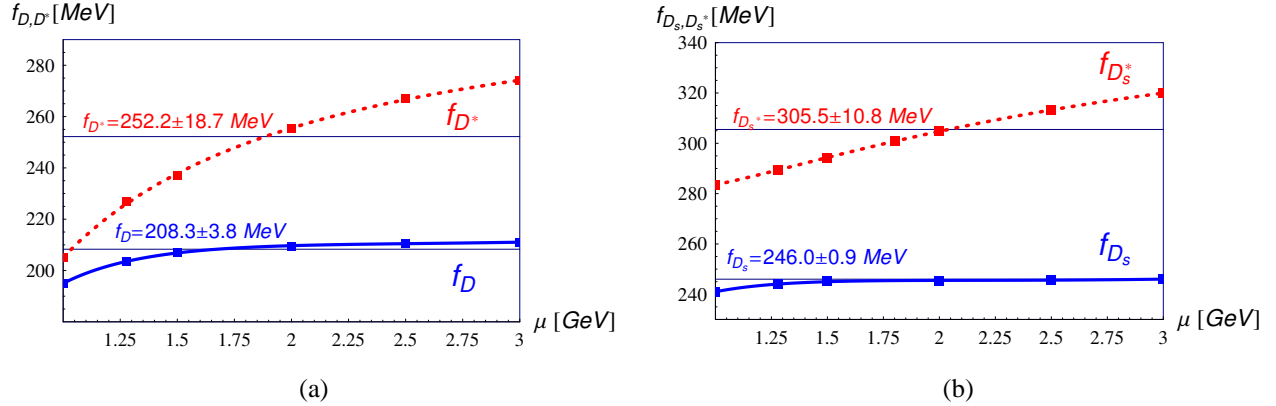 f_{D,D*} [MeV]
280
260
240
220
200
f_{D*}=252.2±18.7 MeV
f_{D*}
f_D=208.3±3.8 MeV
f_D
1.25 1.5 1.75 2 2.25 2.5 2.75 3
μ [GeV]
(a)
f_{D_s,D_s*} [MeV]
340
320
300
280
260
240
f_{D_s*}
f_{D_s*}=305.5±10.8 MeV
f_{D_s}=246.0±0.9 MeV
f_{D_s}
1.25 1.5 1.75 2 2.25 2.5 2.75 3
μ [GeV]
(b)